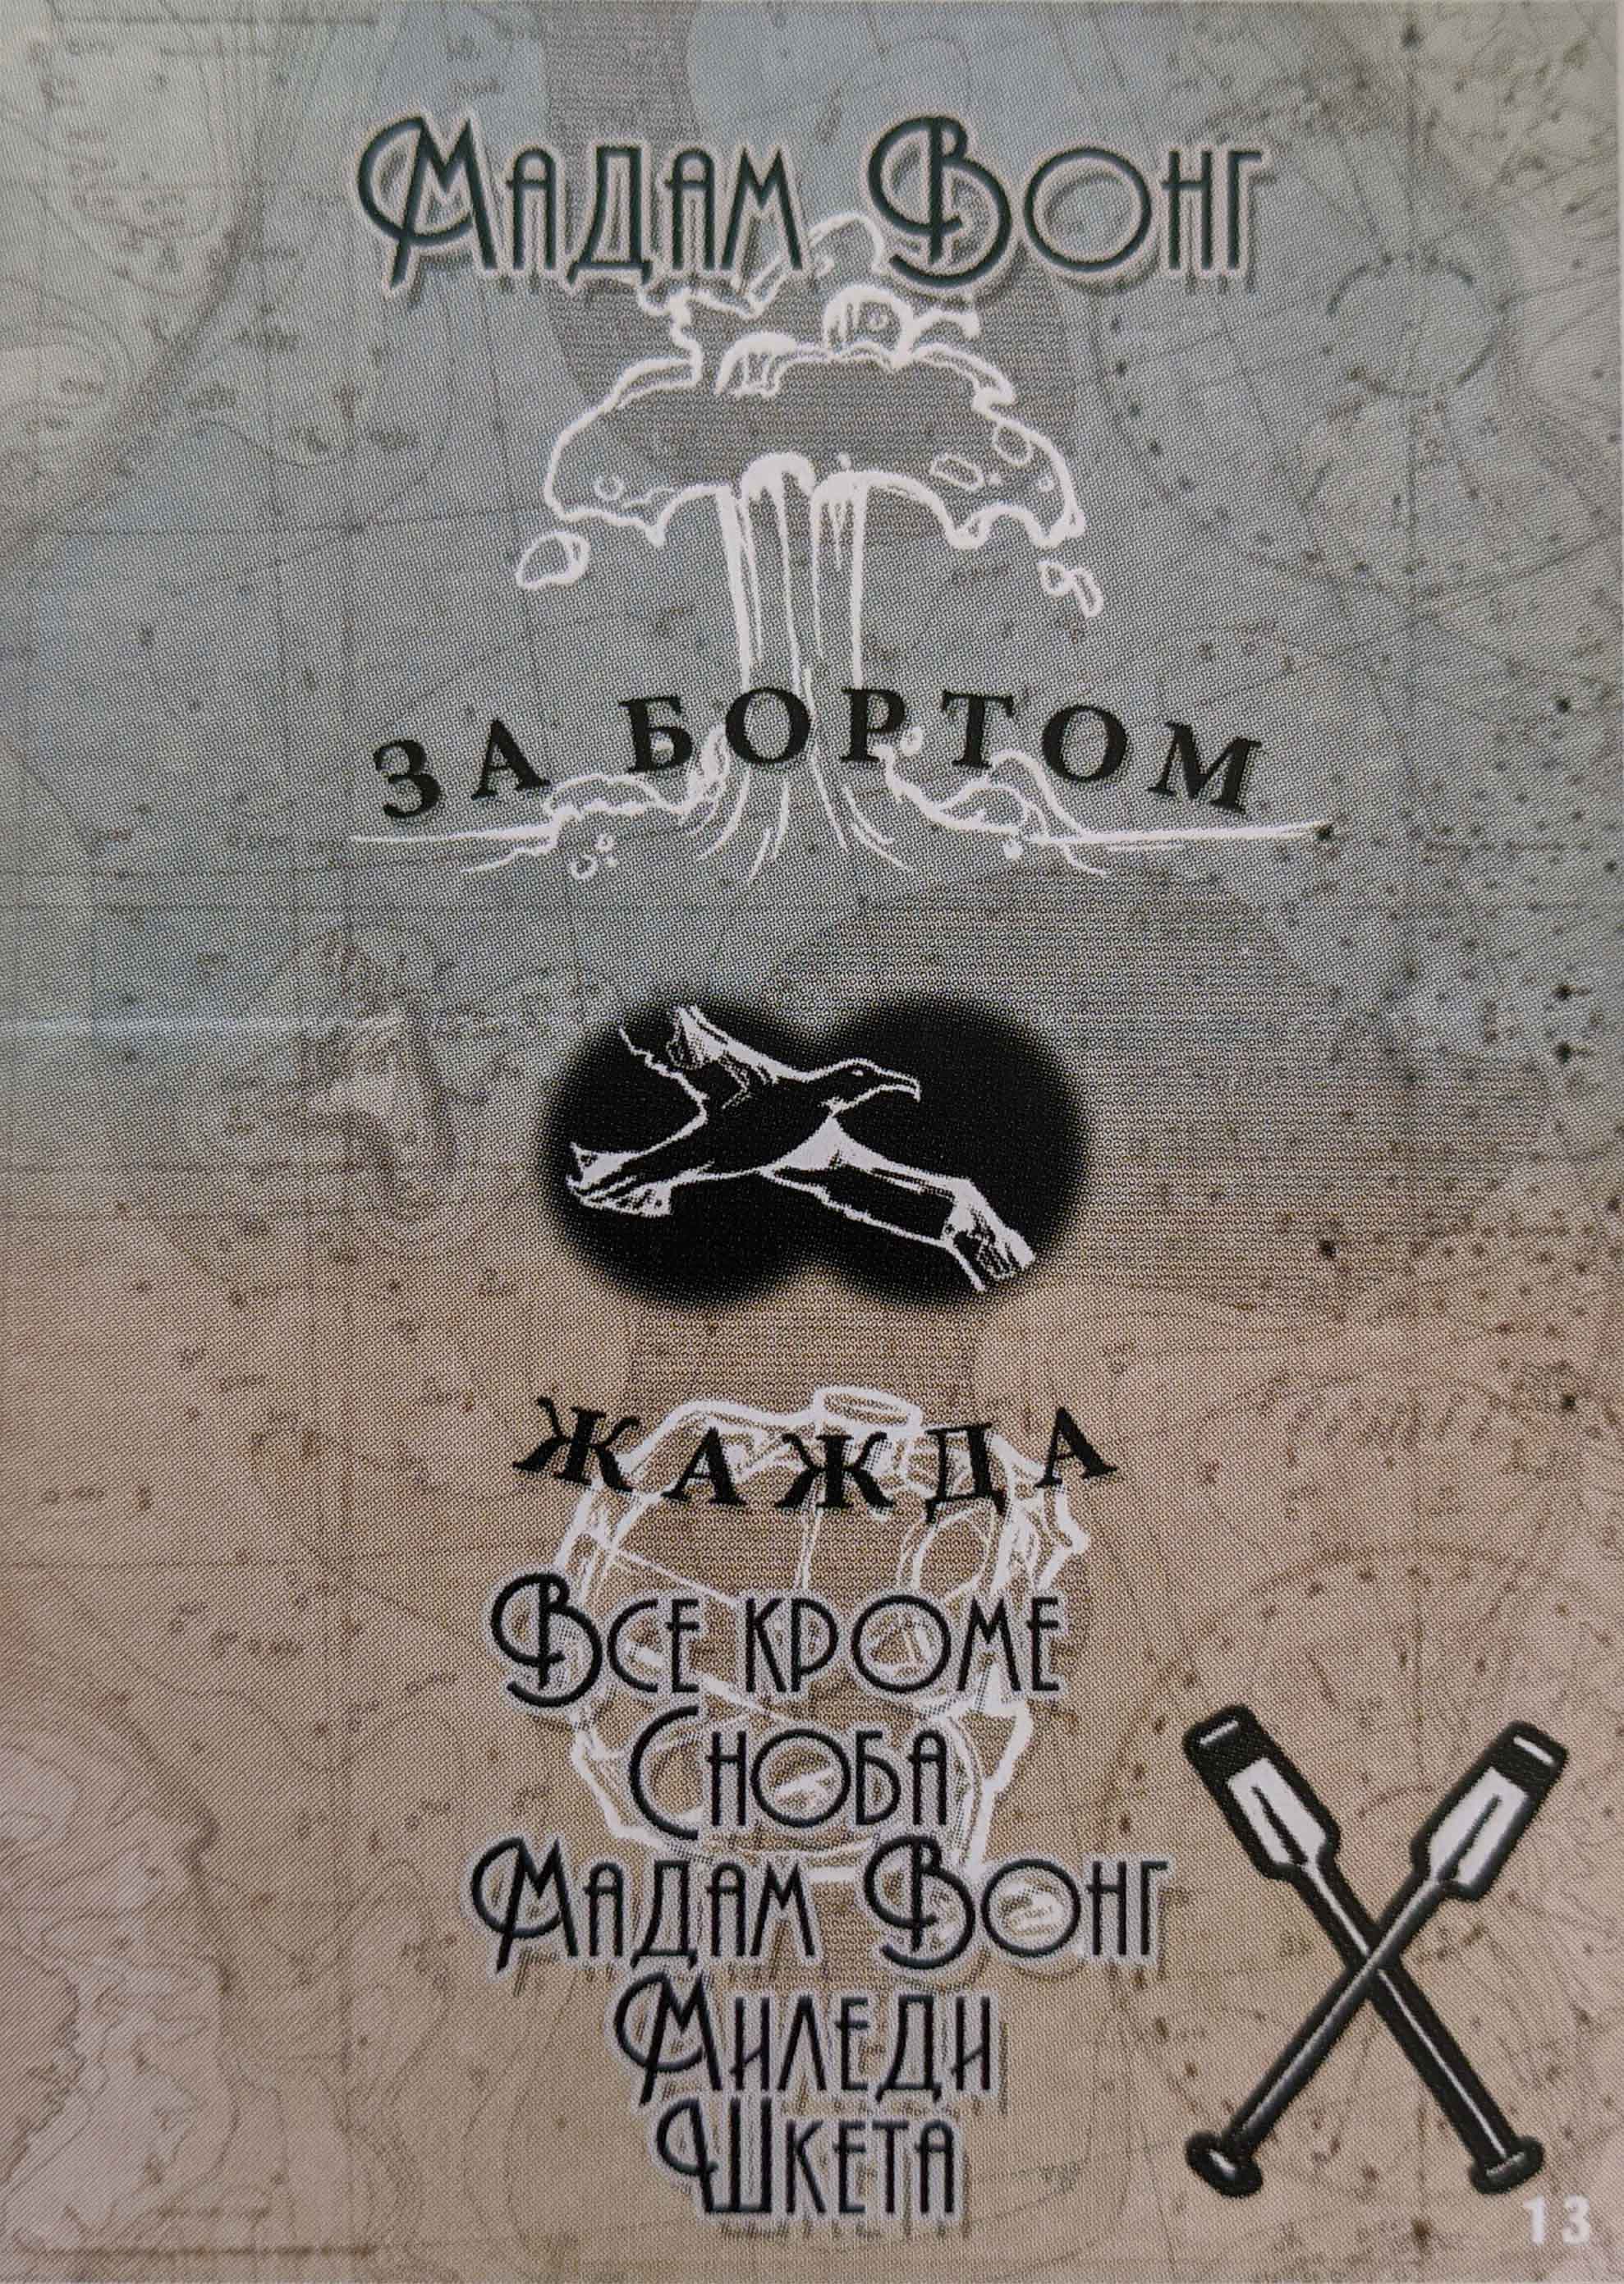 Мадам Вонг
ЗА БОРТОМ
ЖАЖДА
Все кроме
Сноба
Мадам Вонг
Миледи
Шкета
13